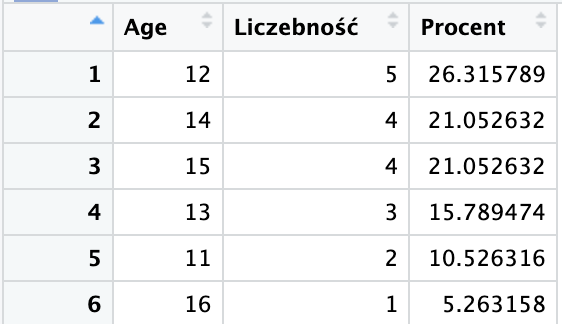 Age Liczebność Procent
1 12 5 26.315789
2 14 4 21.052632
3 15 4 21.052632
4 13 3 15.789474
5 11 2 10.526316
6 16 1 5.263158